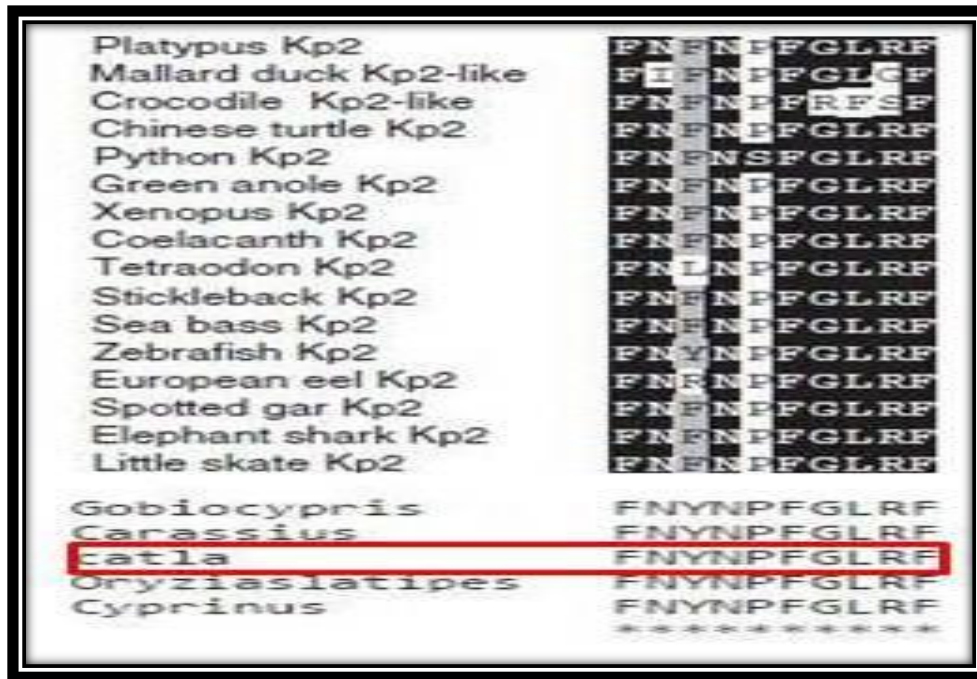 Platypus Kp2 FNFNPFGLRF
Mallard duck Kp2-like FIFNPFGLGF
Crocodile Kp2-like FNFNPFRFSF
Chinese turtle Kp2 FNFNPFGLRF
Python Kp2 FNFNSFGLRF
Green anole Kp2 FNFNPFGLRF
Xenopus Kp2 FNFNPFGLRF
Coelacanth Kp2 FNFNPFGLRF
Tetraodon Kp2 FNLNPFGLRF
Stickleback Kp2 FNFNPFGLRF
Sea bass Kp2 FNFNPFGLRF
Zebrafish Kp2 FNYNPFGLRF
European eel Kp2 FNRNPFGLRF
Spotted gar Kp2 FNFNPFGLRF
Elephant shark Kp2 FNFNPFGLRF
Little skate Kp2 FNFNPFGLRF
Gobiocypris FNYNPFGLRF
Carassius FNYNPFGLRF
catla FNYNPFGLRF
Oryziaslatipes FNYNPFGLRF
Cyprinus FNYNPFGLRF
**********